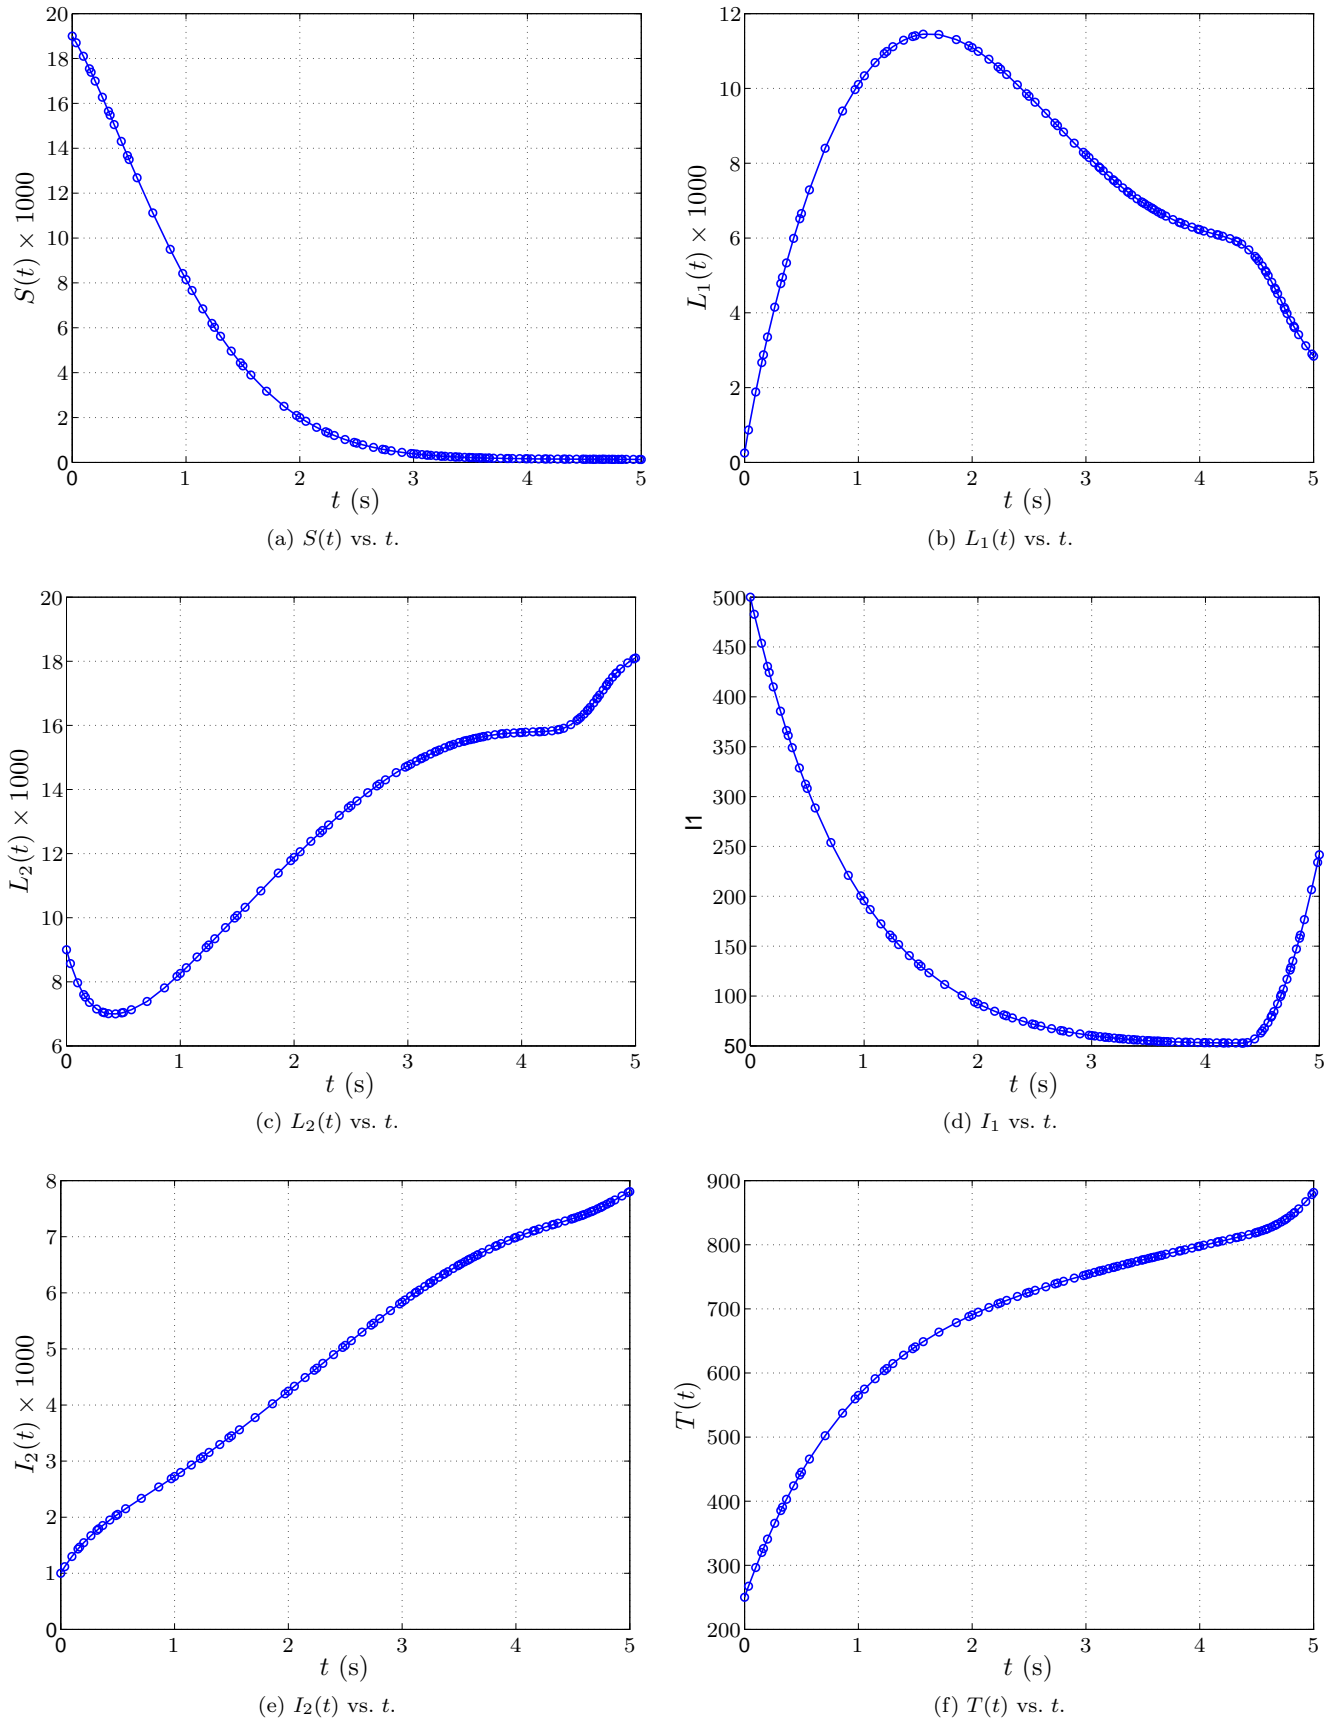 20
18
16
14
12
10
8
6
4
2
0
0 1 2 3 4 5
S(t) × 1000
t (s)
(a) S(t) vs. t.
12
10
8
6
4
2
0
0 1 2 3 4 5
L₁(t) × 1000
t (s)
(b) L₁(t) vs. t.
20
18
16
14
12
10
8
6
0 1 2 3 4 5
L₂(t) × 1000
t (s)
(c) L₂(t) vs. t.
500
450
400
350
300
250
200
150
100
50
0 1 2 3 4 5
I1
t (s)
(d) I₁ vs. t.
8
7
6
5
4
3
2
1
0
0 1 2 3 4 5
I₂(t) × 1000
t (s)
(e) I₂(t) vs. t.
900
800
700
600
500
400
300
200
0 1 2 3 4 5
T(t)
t (s)
(f) T(t) vs. t.